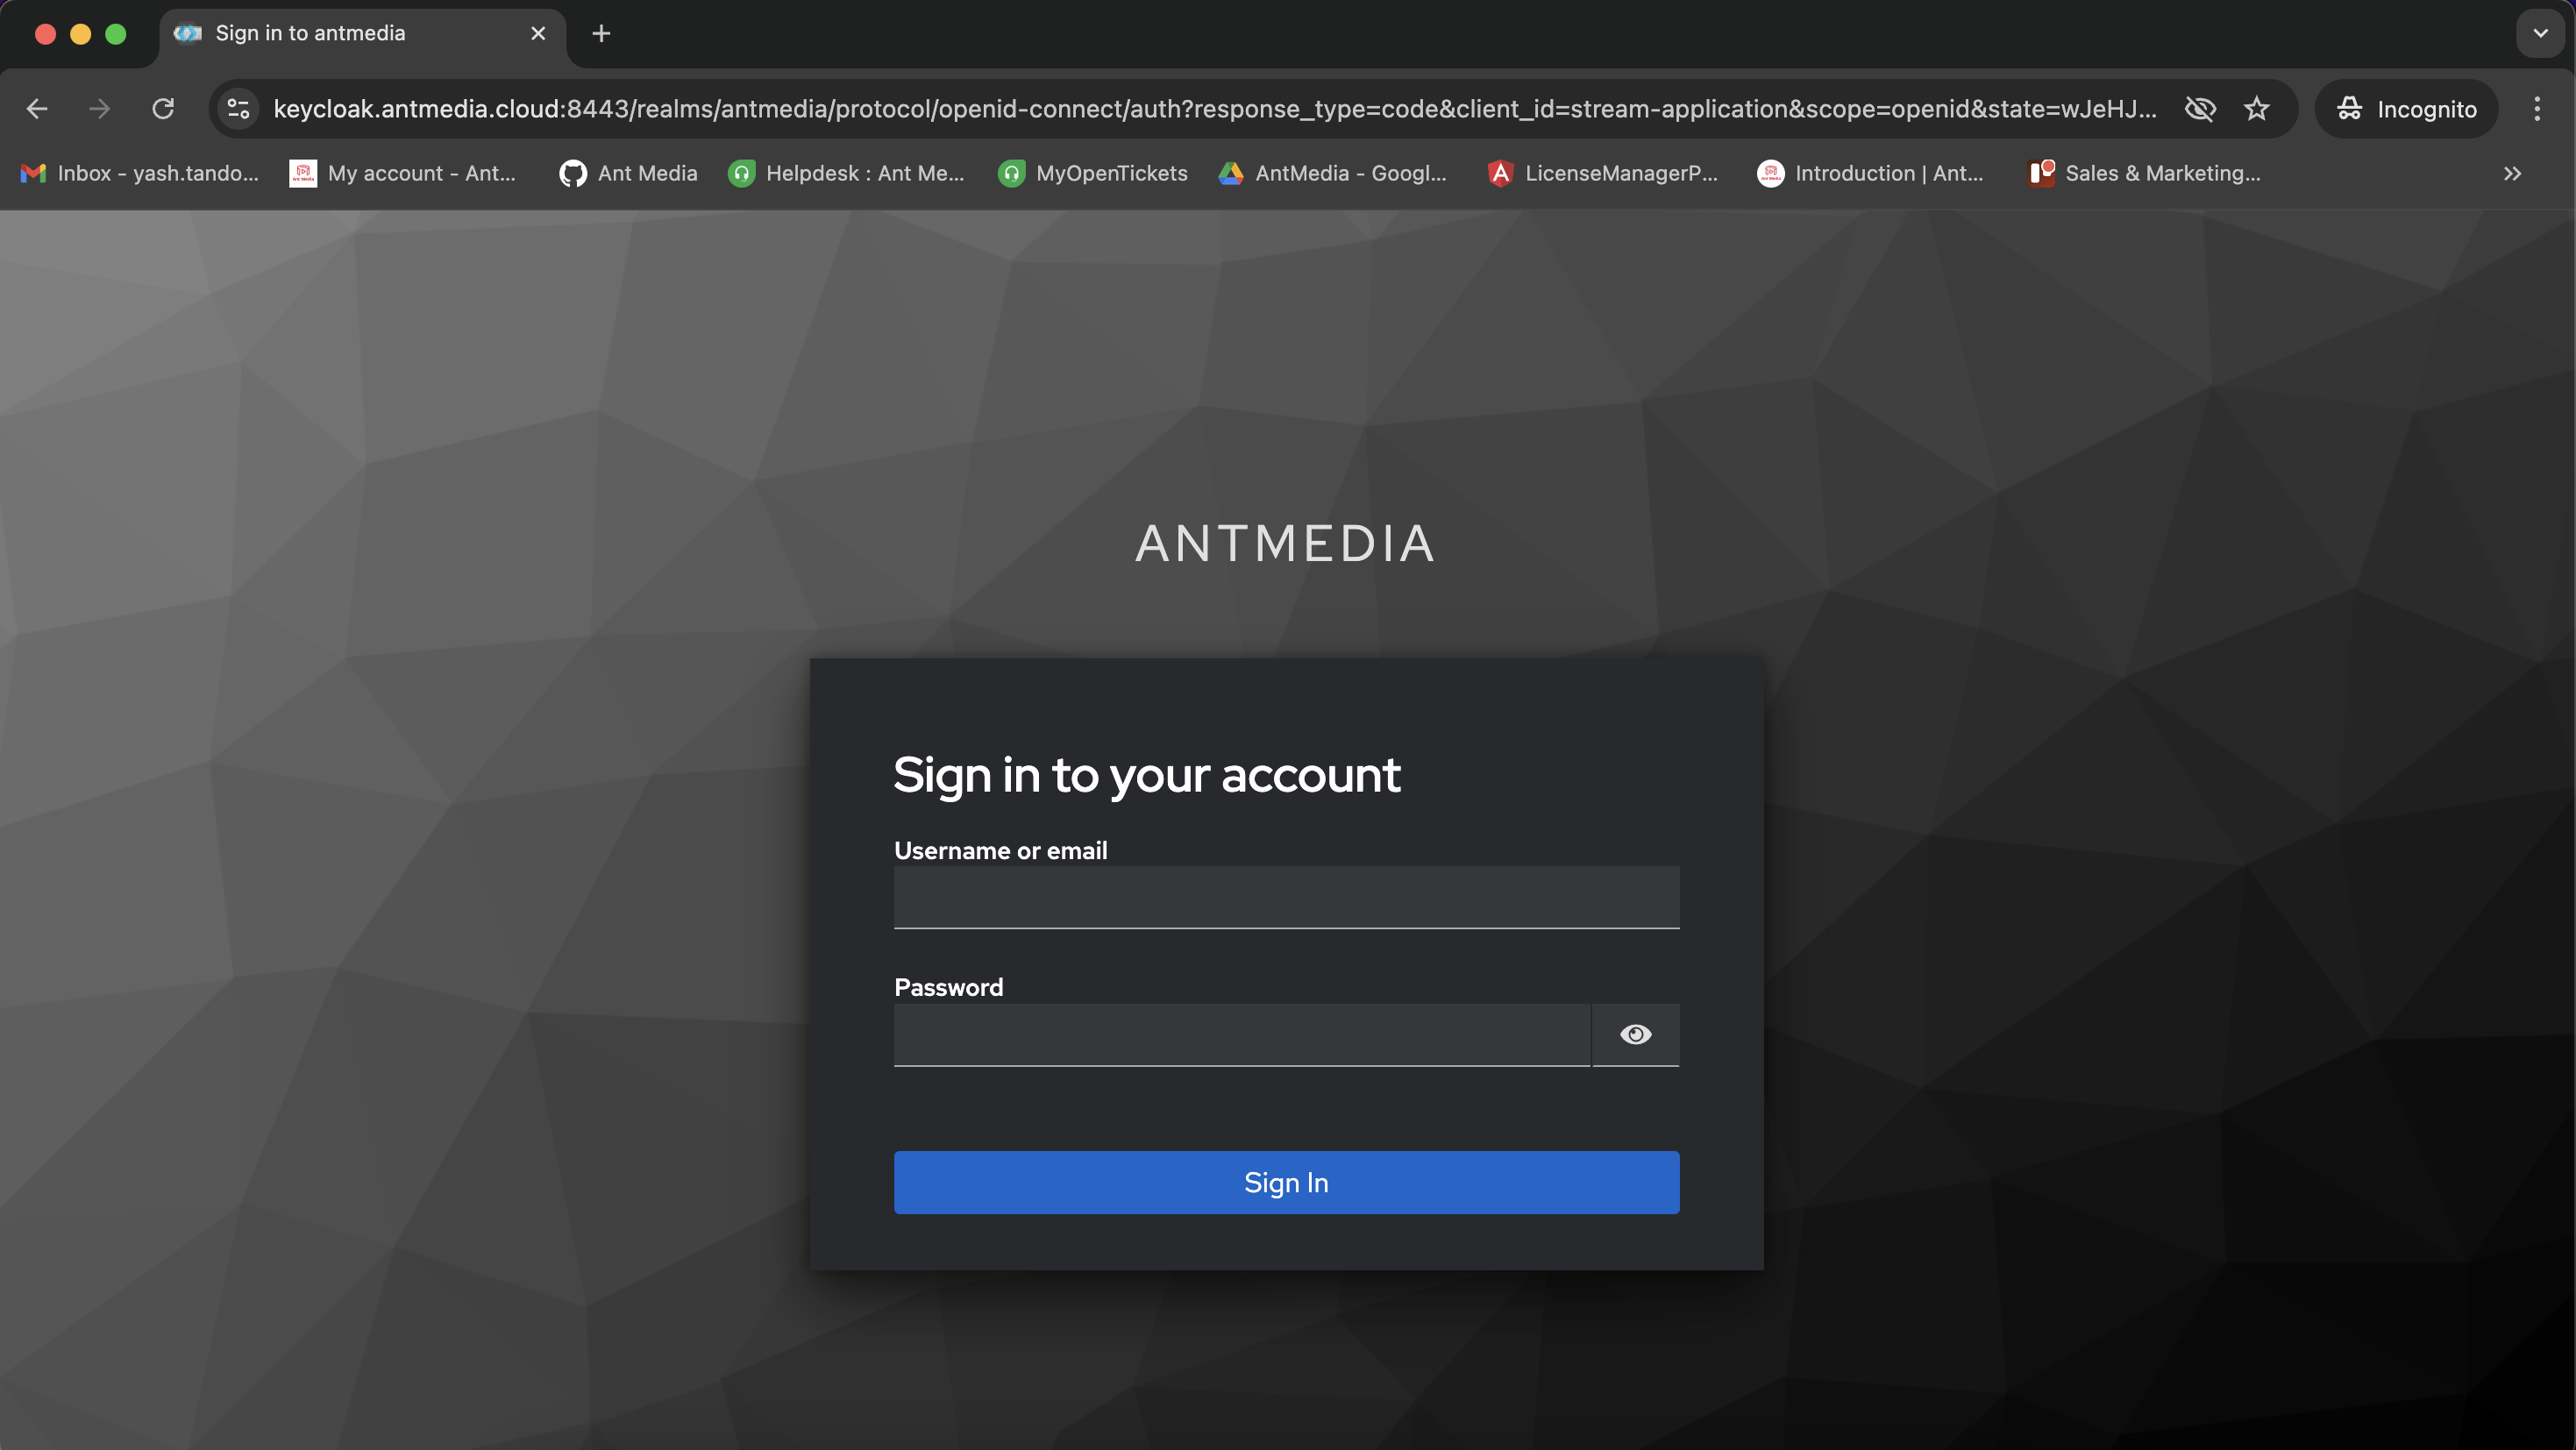 Sign in to antmedia
keycloak.antmedia.cloud:8443/realms/antmedia/protocol/openid-connect/auth?response_type=code&client_id=stream-application&scope=openid&state=wJeHJ...
Incognito
Inbox - yash.tando...
My account - Ant...
Ant Media
Helpdesk : Ant Me...
MyOpenTickets
AntMedia - Googl...
LicenseManagerP...
Introduction | Ant...
Sales & Marketing...
ANTMEDIA
Sign in to your account
Username or email
Password
Sign In